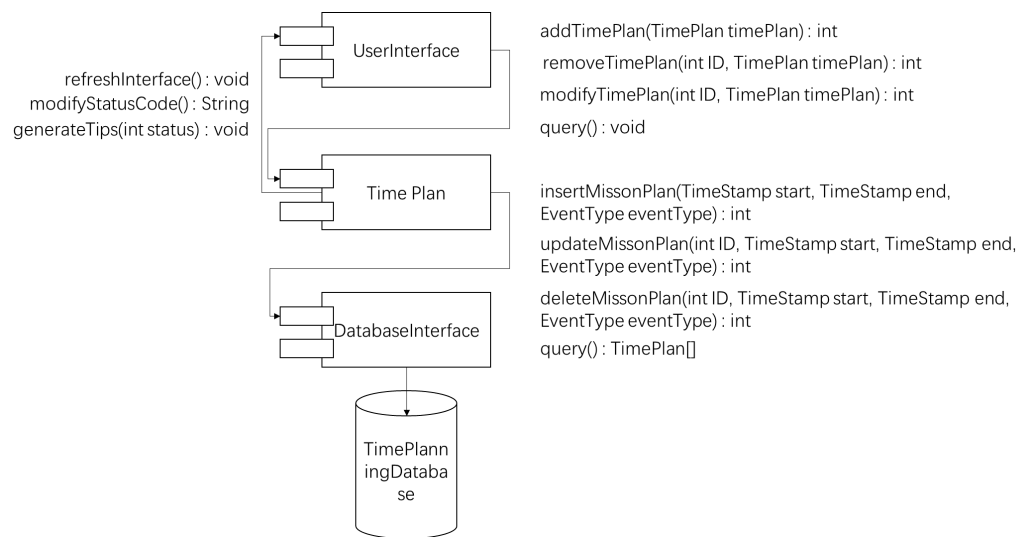 UserInterface
addTimePlan(TimePlan timePlan) : int
removeTimePlan(int ID, TimePlan timePlan) : int
modifyTimePlan(int ID, TimePlan timePlan) : int
query() : void
refreshInterface() : void
modifyStatusCode() : String
generateTips(int status) : void
Time Plan
insertMissonPlan(TimeStamp start, TimeStamp end,
EventType eventType) : int
updateMissonPlan(int ID, TimeStamp start, TimeStamp end,
EventType eventType) : int
deleteMissonPlan(int ID, TimeStamp start, TimeStamp end,
EventType eventType) : int
query() : TimePlan[]
DatabaseInterface
TimePlann
ingDataba
se